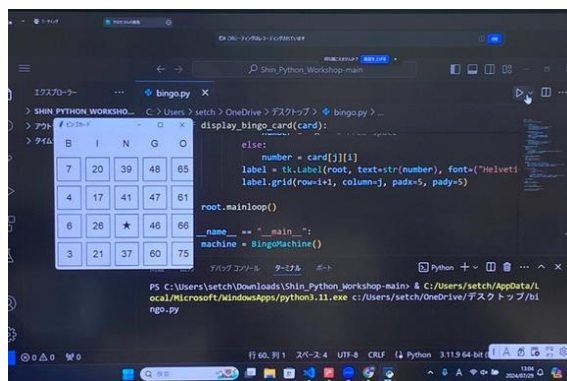 Shin_Python_Workshop-main
エクスプローラー ··· bingo.py ×
> SHIN_PYTHON_WORKSHO...
C: > Users > setch > OneDrive > デスクトップ > bingo.py > ...
ビンゴカード
B I N G O
7 20 39 48 65
4 17 41 47 61
6 26 ★ 46 66
3 21 37 60 75
display_bingo_card(card):
else:
number = card[j][i]
label = tk.Label(root, text=str(number), font=("Helveti
label.grid(row=i+1, column=j, padx=5, pady=5)
root.mainloop()
__name__ == "__main__":
machine = BingoMachine()
デバッグ コンソール ターミナル ポート
Python
PS C:\Users\setch\Downloads\Shin_Python_Workshop-main> & C:/Users/setch/AppData/L
ocal/Microsoft/WindowsApps/python3.11.exe c:/Users/setch/OneDrive/デスクトップ/bi
ngo.py
行 60、列 1 スペース: 4 UTF-8 CRLF Python 3.11.9 64-bit
検索
13:04
2024/07/29